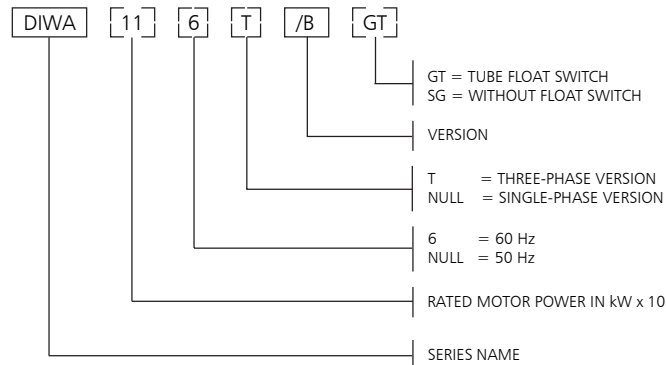 DIWA 11 6 T /B GT
GT = TUBE FLOAT SWITCH
SG = WITHOUT FLOAT SWITCH
VERSION
T = THREE-PHASE VERSION
NULL = SINGLE-PHASE VERSION
6 = 60 Hz
NULL = 50 Hz
RATED MOTOR POWER IN kW x 10
SERIES NAME